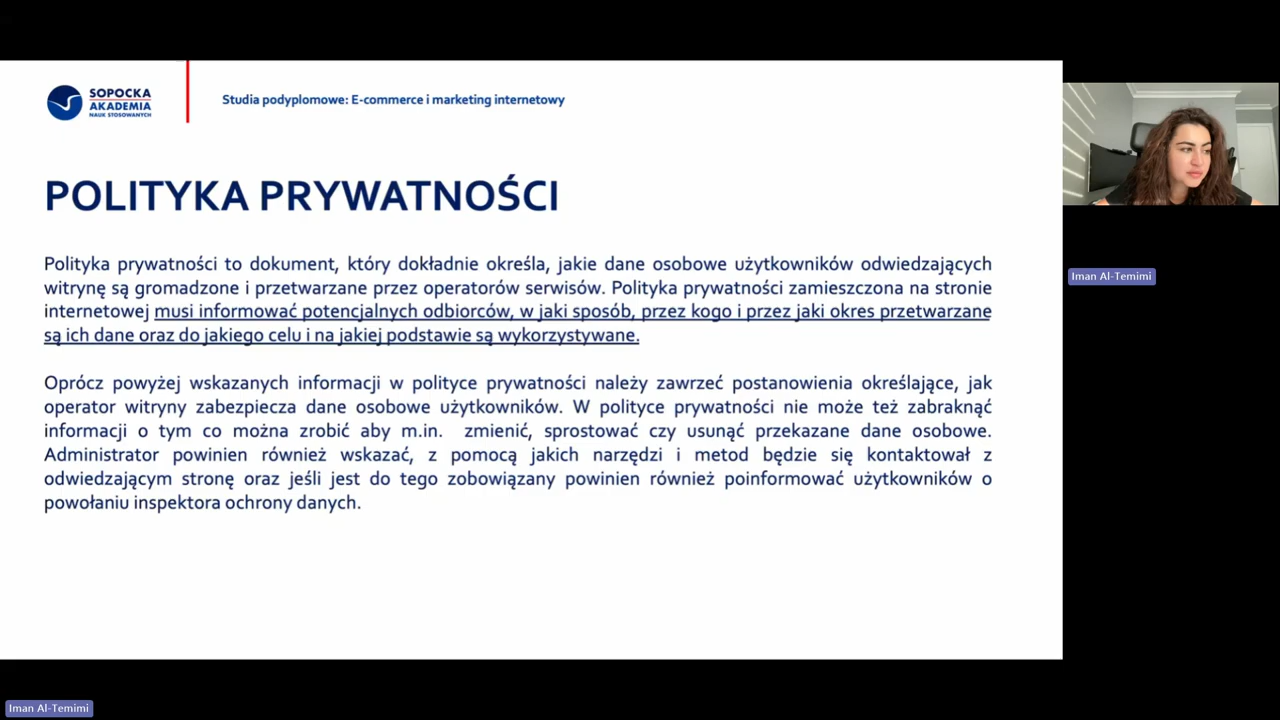 SOPOCKA
AKADEMIA
NAUK STOSOWANYCH
Studia podyplomowe: E-commerce i marketing internetowy
POLITYKA PRYWATNOŚCI
Polityka prywatności to dokument, który dokładnie określa, jakie dane osobowe użytkowników odwiedzających
witrynę są gromadzone i przetwarzane przez operatorów serwisów. Polityka prywatności zamieszczona na stronie
internetowej musi informować potencjalnych odbiorców, w jaki sposób, przez kogo i przez jaki okres przetwarzane
są ich dane oraz do jakiego celu i na jakiej podstawie są wykorzystywane.
Oprócz powyżej wskazanych informacji w polityce prywatności należy zawrzeć postanowienia określające, jak
operator witryny zabezpiecza dane osobowe użytkowników. W polityce prywatności nie może też zabraknąć
informacji o tym co można zrobić aby m.in. zmienić, sprostować czy usunąć przekazane dane osobowe.
Administrator powinien również wskazać, z pomocą jakich narzędzi i metod będzie się kontaktował z
odwiedzającym stronę oraz jeśli jest do tego zobowiązany powinien również poinformować użytkowników o
powołaniu inspektora ochrony danych.
Iman Al-Temimi
Iman Al-Temimi